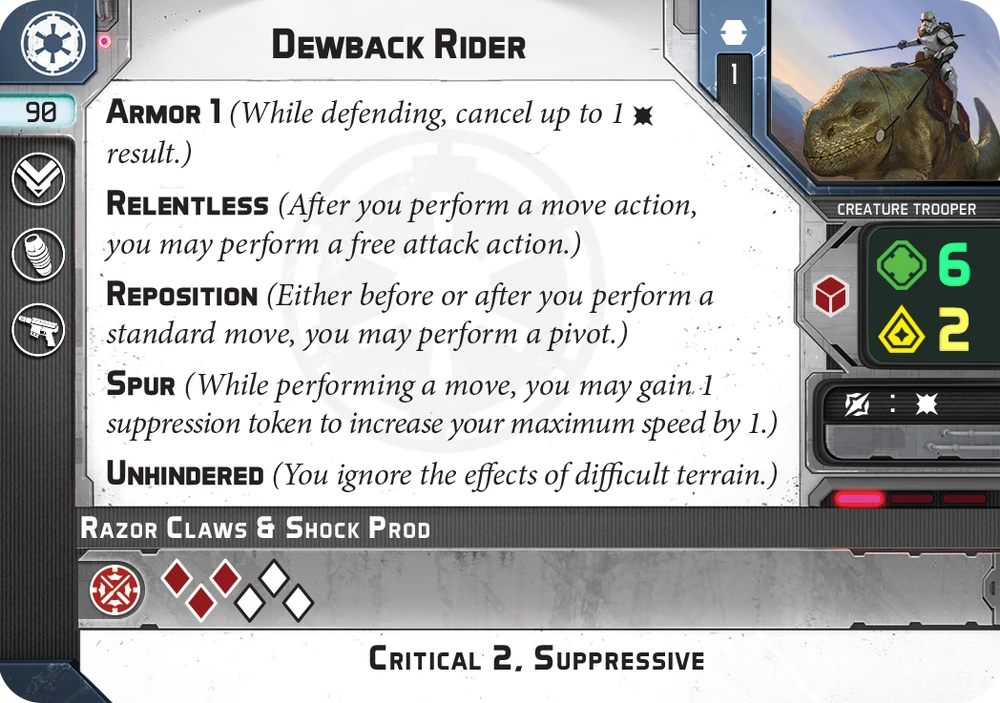 Dewback Rider
1
90
Armor 1 (While defending, cancel up to 1
result.)
Relentless (After you perform a move action,
you may perform a free attack action.)
Reposition (Either before or after you perform a
standard move, you may perform a pivot.)
Spur (While performing a move, you may gain 1
suppression token to increase your maximum speed by 1.)
Unhindered (You ignore the effects of difficult terrain.)
CREATURE TROOPER
6
2
:
Razor Claws & Shock Prod
Critical 2, Suppressive